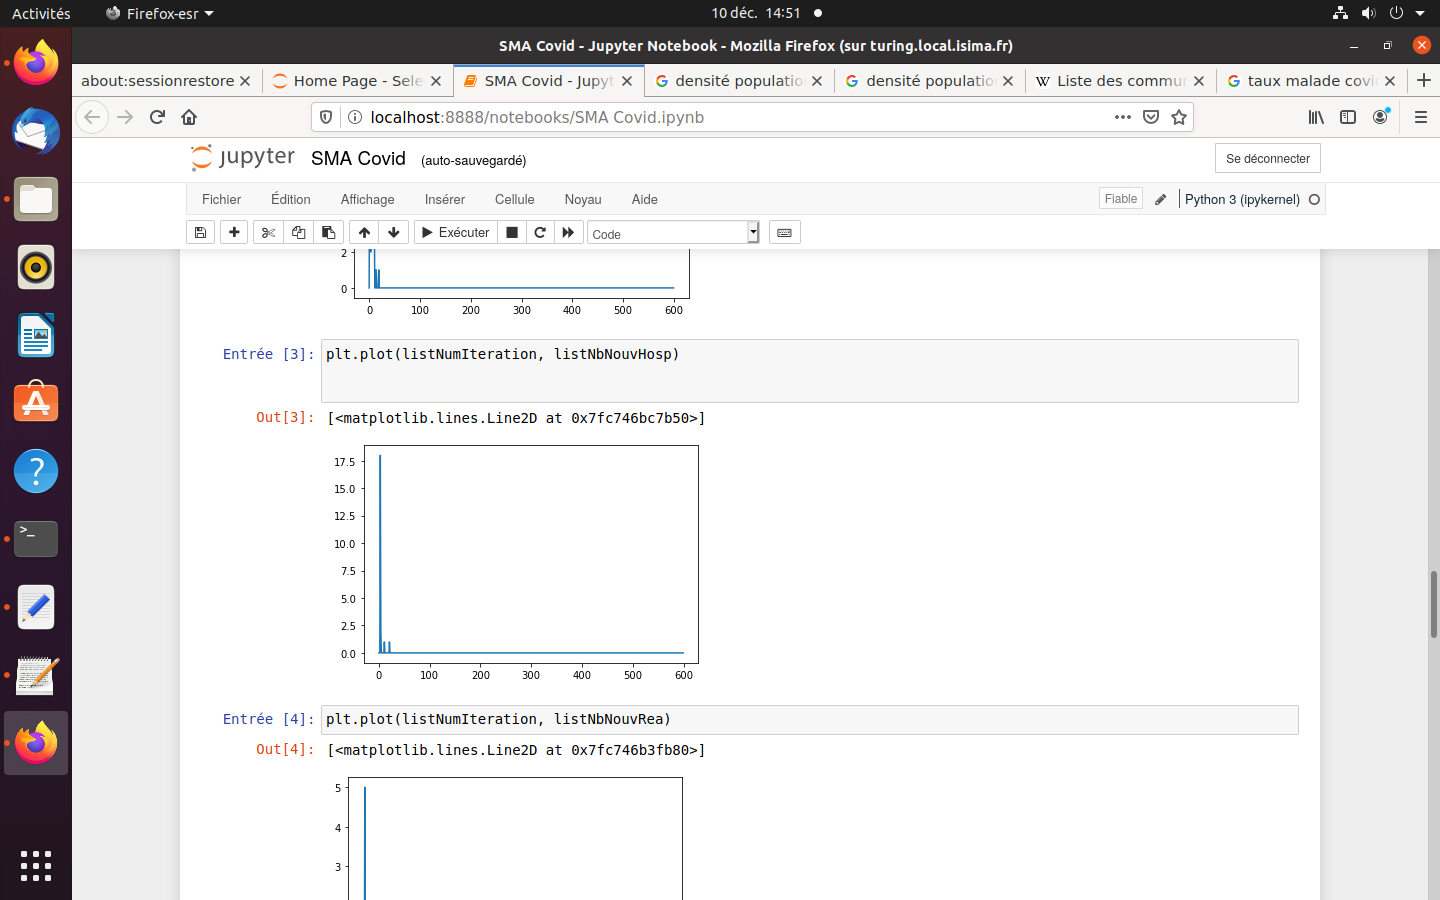 Activités
Firefox-esr
10 déc. 14:51
SMA Covid - Jupyter Notebook - Mozilla Firefox (sur turing.local.isima.fr)
about:sessionrestore
Home Page - Sele
SMA Covid - Jupyt
densité populatio
densité populatio
Liste des commu
taux malade covi
localhost:8888/notebooks/SMA Covid.ipynb
jupyter
SMA Covid
(auto-sauvegardé)
Se déconnecter
Fichier
Édition
Affichage
Insérer
Cellule
Noyau
Aide
Fiable
Python 3 (ipykernel)
Exécuter
Code
2
0
0 100 200 300 400 500 600
Entrée [3]:
plt.plot(listNumIteration, listNbNouvHosp)
Out[3]:
[<matplotlib.lines.Line2D at 0x7fc746bc7b50>]
17.5
15.0
12.5
10.0
7.5
5.0
2.5
0.0
0 100 200 300 400 500 600
Entrée [4]:
plt.plot(listNumIteration, listNbNouvRea)
Out[4]:
[<matplotlib.lines.Line2D at 0x7fc746b3fb80>]
5
4
3